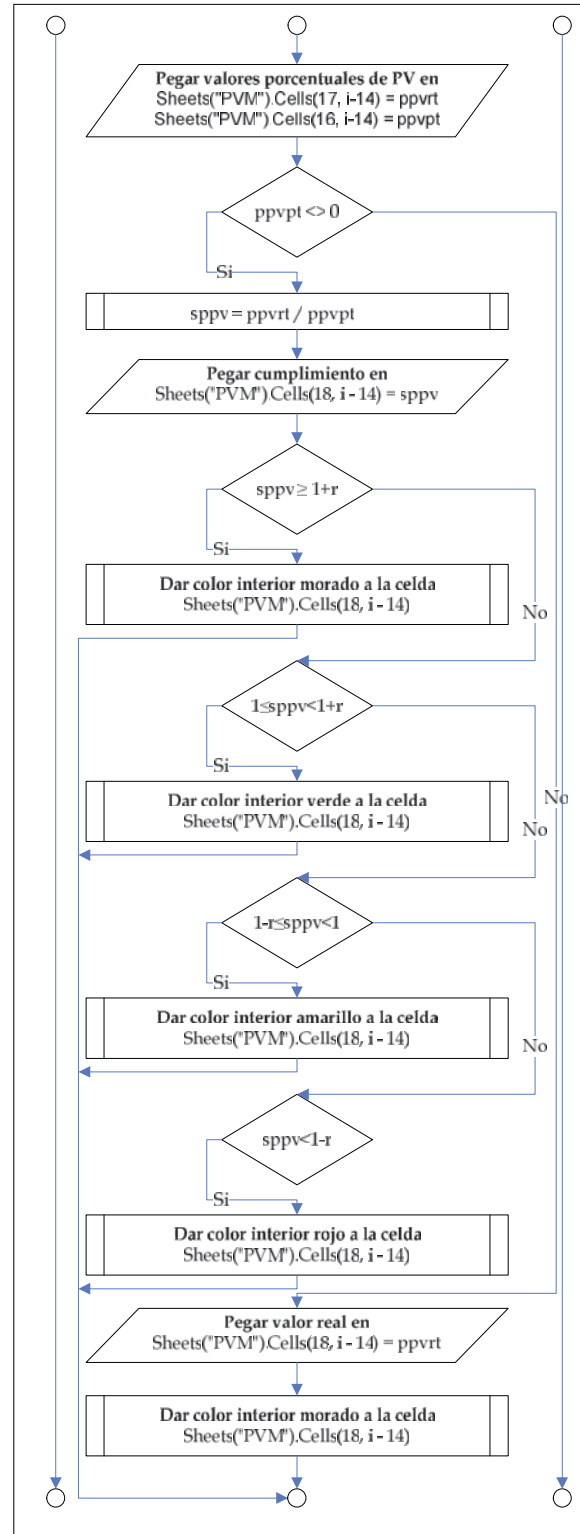 Pegar valores porcentuales de PV en
Sheets("PVM").Cells(17, i-14) = ppvrt
Sheets("PVM") Cells(16, i-14) = ppvpt
ppvpt <> 0
Si
sppv = ppvrt / ppvpt
Pegar cumplimiento en
Sheets("PVM").Cells(18, i - 14) = sppv
sppv ≥ 1+r
Si
Dar color interior morado a la celda
Sheets("PVM").Cells(18, i - 14)
No
1≤sppv<1+r
Si
No
Dar color interior verde a la celda
Sheets("PVM").Cells(18, i - 14)
No
1-r≤sppv<1
Si
Dar color interior amarillo a la celda
Sheets("PVM").Cells(18, i - 14)
No
sppv<1-r
Si
Dar color interior rojo a la celda
Sheets("PVM").Cells(18, i - 14)
Pegar valor real en
Sheets("PVM").Cells(18, i - 14) = ppvrt
Dar color interior morado a la celda
Sheets("PVM").Cells(18, i - 14)